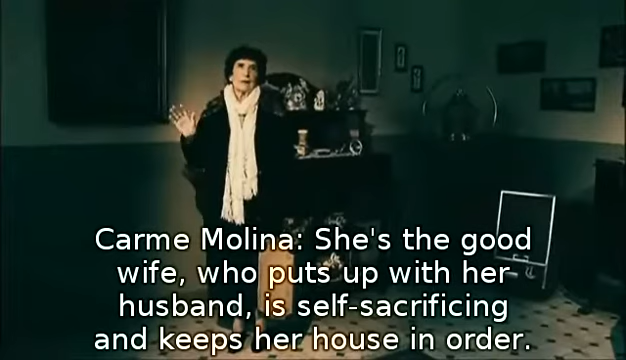 Carme Molina: She's the good
wife, who puts up with her
husband, is self-sacrificing
and keeps her house in order.